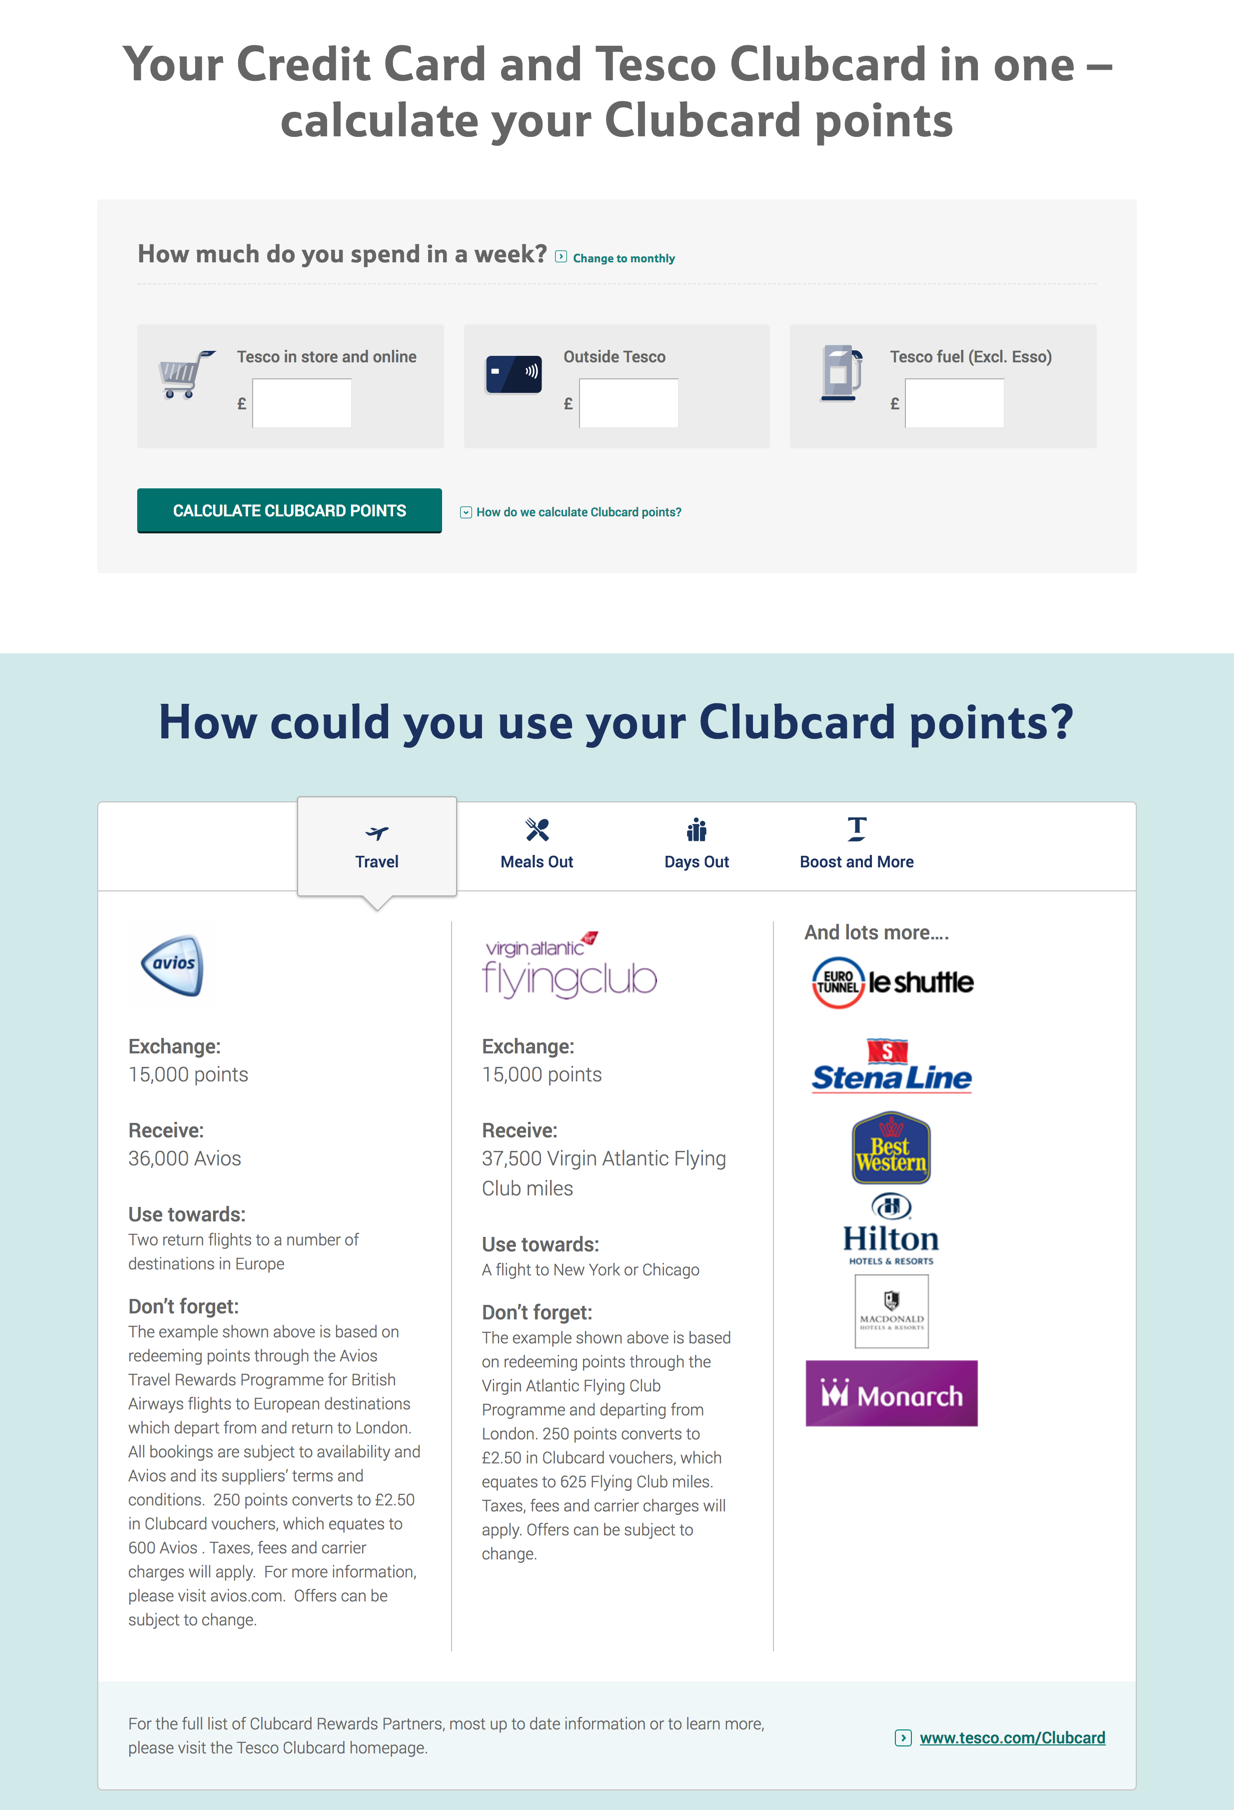 Your Credit Card and Tesco Clubcard in one –
calculate your Clubcard points
How much do you spend in a week? Change to monthly
Tesco in store and online
£
Outside Tesco
£
Tesco fuel (Excl. Esso)
£
CALCULATE CLUBCARD POINTS
How do we calculate Clubcard points?
How could you use your Clubcard points?
Travel
Meals Out
Days Out
T
Boost and More
avios
Exchange:
15,000 points
Receive:
36,000 Avios
Use towards:
Two return flights to a number of
destinations in Europe
Don't forget:
The example shown above is based on
redeeming points through the Avios
Travel Rewards Programme for British
Airways flights to European destinations
which depart from and return to London.
All bookings are subject to availability and
Avios and its suppliers’ terms and
conditions.  250 points converts to £2.50
in Clubcard vouchers, which equates to
600 Avios . Taxes, fees and carrier
charges will apply.  For more information,
please visit avios.com.  Offers can be
subject to change.
virgin atlantic
flyingclub
Exchange:
15,000 points
Receive:
37,500 Virgin Atlantic Flying
Club miles
Use towards:
A flight to New York or Chicago
Don't forget:
The example shown above is based
on redeeming points through the
Virgin Atlantic Flying Club
Programme and departing from
London. 250 points converts to
£2.50 in Clubcard vouchers, which
equates to 625 Flying Club miles.
Taxes, fees and carrier charges will
apply. Offers can be subject to
change.
And lots more....
EURO
TUNNEL le shuttle
S
Stena Line
Best
Western
H
Hilton
HOTELS & RESORTS
MACDONALD
HOTELS & RESORTS
Monarch
For the full list of Clubcard Rewards Partners, most up to date information or to learn more,
please visit the Tesco Clubcard homepage.
www.tesco.com/Clubcard